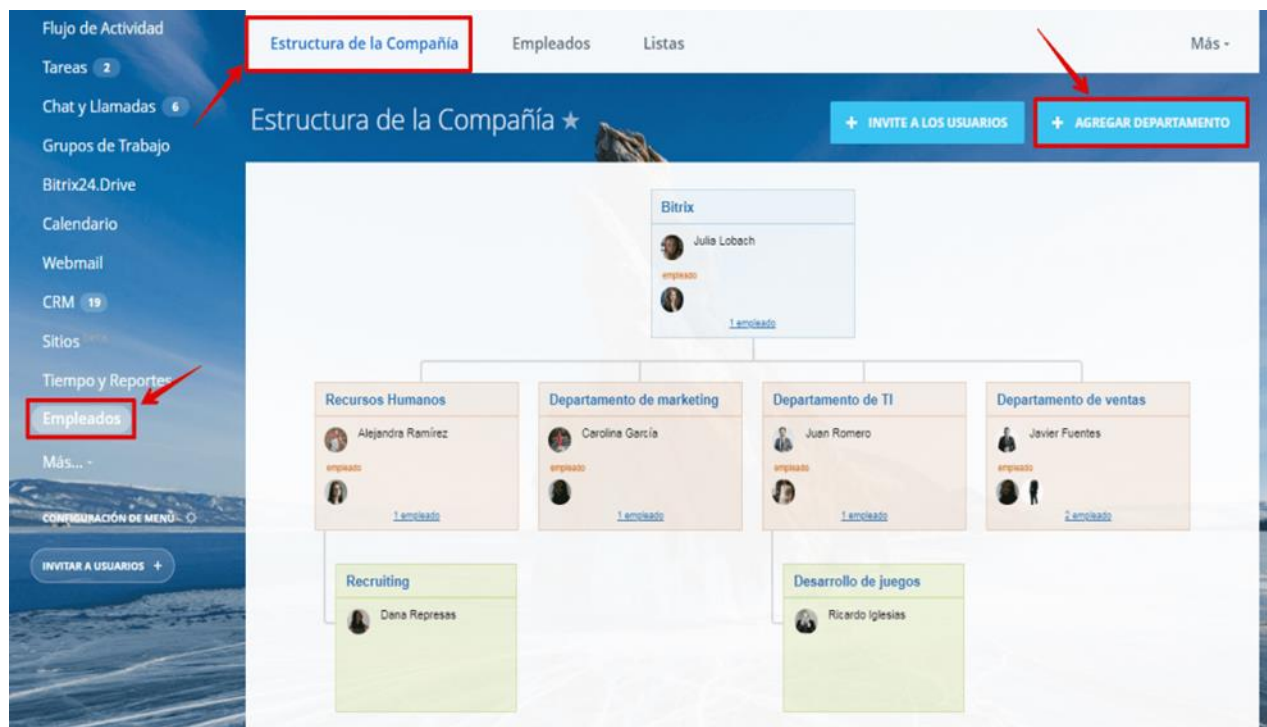 Flujo de Actividad
Tareas 2
Chat y Llamadas 6
Grupos de Trabajo
Bitrix24.Drive
Calendario
Webmail
CRM 19
Sitios beta
Tiempo y Reportes
Empleados
Más...
CONFIGURACIÓN DE MENÚ
INVITAR A USUARIOS +
Estructura de la Compañía Empleados Listas Más
Estructura de la Compañía
+ INVITE A LOS USUARIOS + AGREGAR DEPARTAMENTO
Bitrix
Julia Lobach
empleado
1 empleado
Recursos Humanos
Alejandra Ramírez
empleado
1 empleado
Departamento de marketing
Carolina García
empleado
1 empleado
Departamento de TI
Juan Romero
empleado
1 empleado
Departamento de ventas
Javier Fuentes
empleado
2 empleado
Recruiting
Dana Represas
Desarrollo de juegos
Ricardo Iglesias